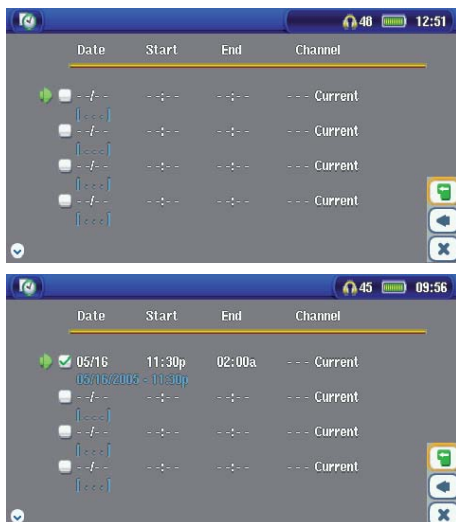 48 12:51
Date Start End Channel
--/-- --:-- --:-- --- Current
[...]
--/-- --:-- --:-- --- Current
[...]
--/-- --:-- --:-- --- Current
[...]
--/-- --:-- --:-- --- Current
[...]
45 09:56
Date Start End Channel
05/16 11:30p 02:00a --- Current
05/16/2005 - 11:30p
--/-- --:-- --:-- --- Current
[...]
--/-- --:-- --:-- --- Current
[...]
--/-- --:-- --:-- --- Current
[...]